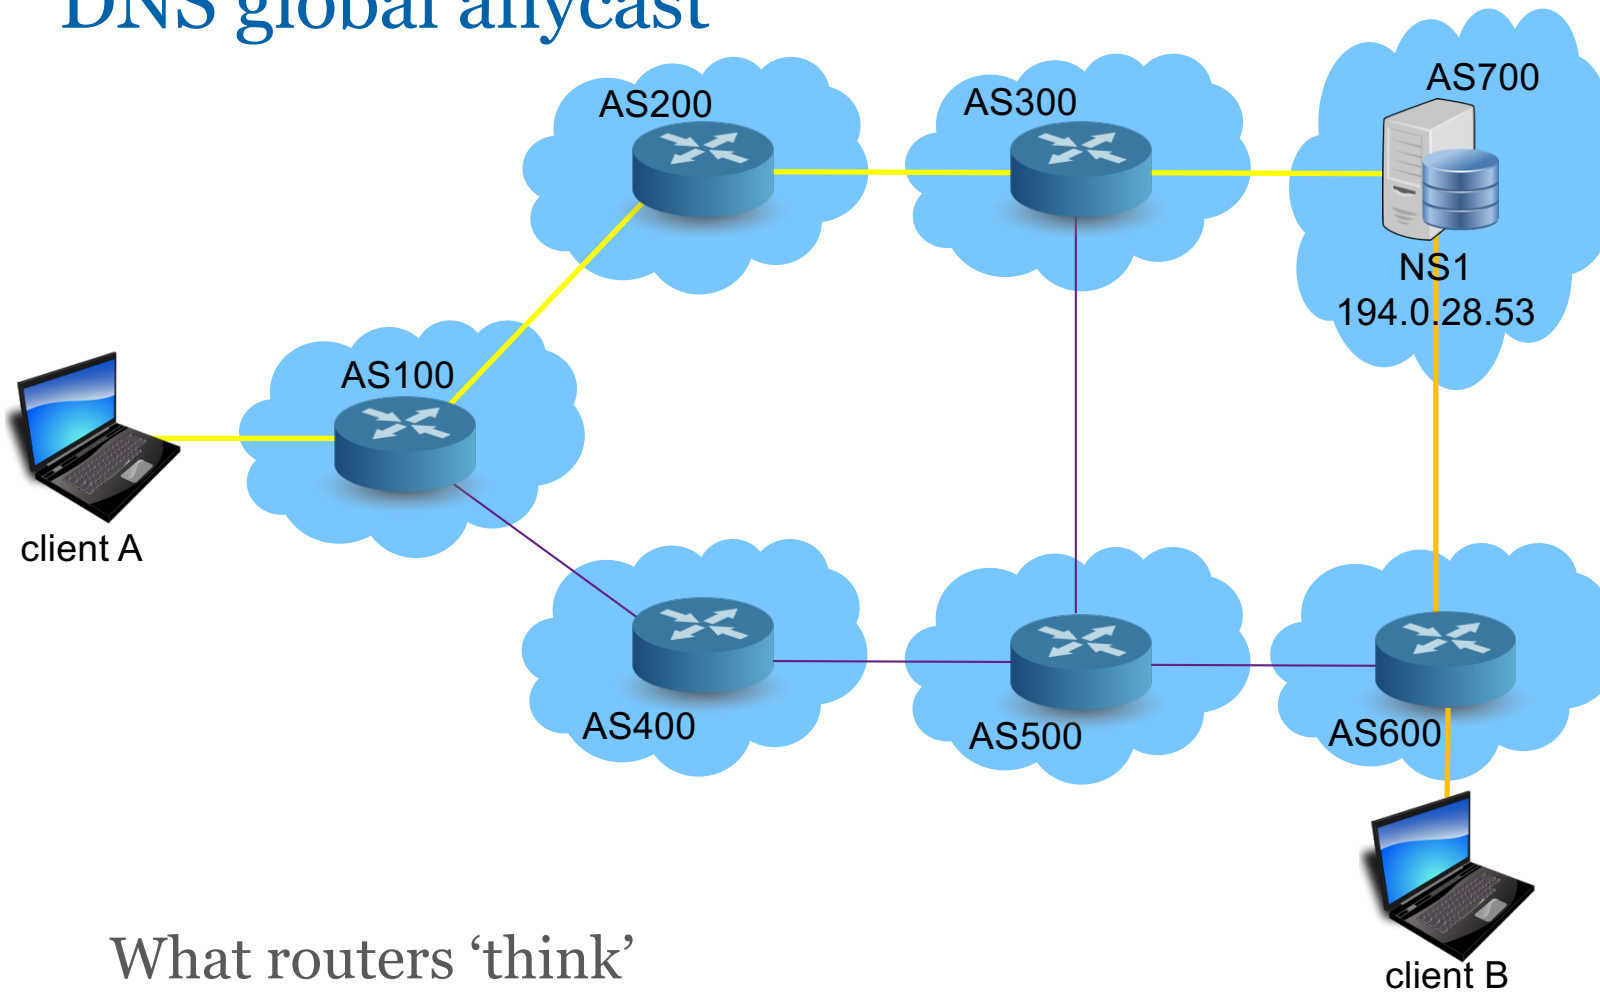 DNS global anycast
AS200
AS300
AS700
NS1
194.0.28.53
AS100
client A
AS400
AS500
AS600
client B
What routers ‘think’